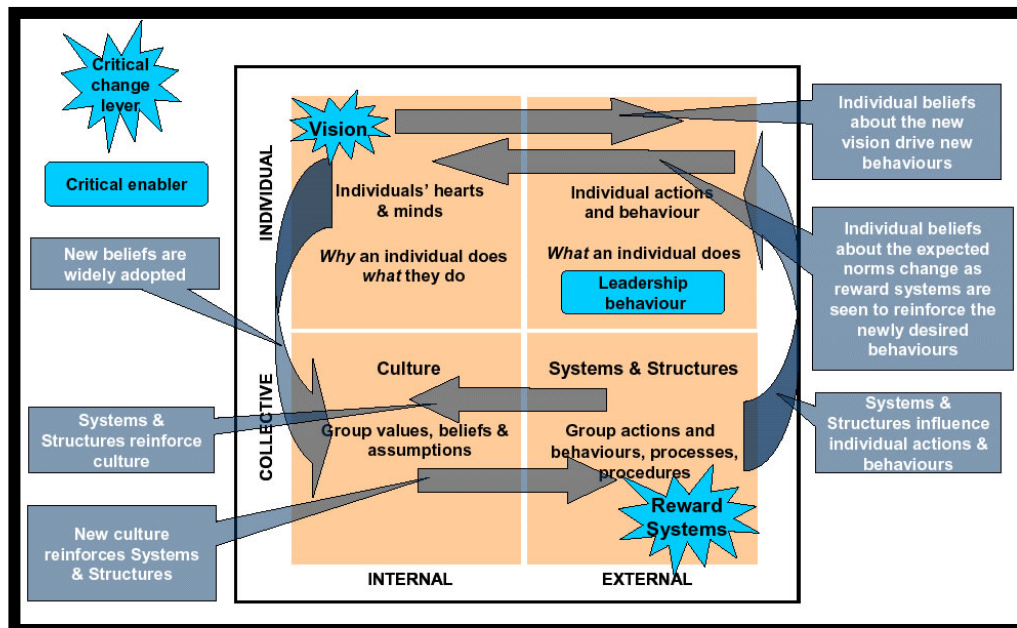 Critical
change
lever
Critical enabler
New beliefs are
widely adopted
Systems &
Structures reinforce
culture
New culture
reinforces Systems
& Structures
INDIVIDUAL
COLLECTIVE
Vision
Individuals’ hearts
& minds
Why an individual does
what they do
Individual actions
and behaviour
What an individual does
Leadership
behaviour
Culture
Group values, beliefs &
assumptions
Systems & Structures
Group actions and
behaviours, processes,
procedures
Reward
Systems
INTERNAL
EXTERNAL
Individual beliefs
about the new
vision drive new
behaviours
Individual beliefs
about the expected
norms change as
reward systems are
seen to reinforce the
newly desired
behaviours
Systems &
Structures influence
individual actions &
behaviours